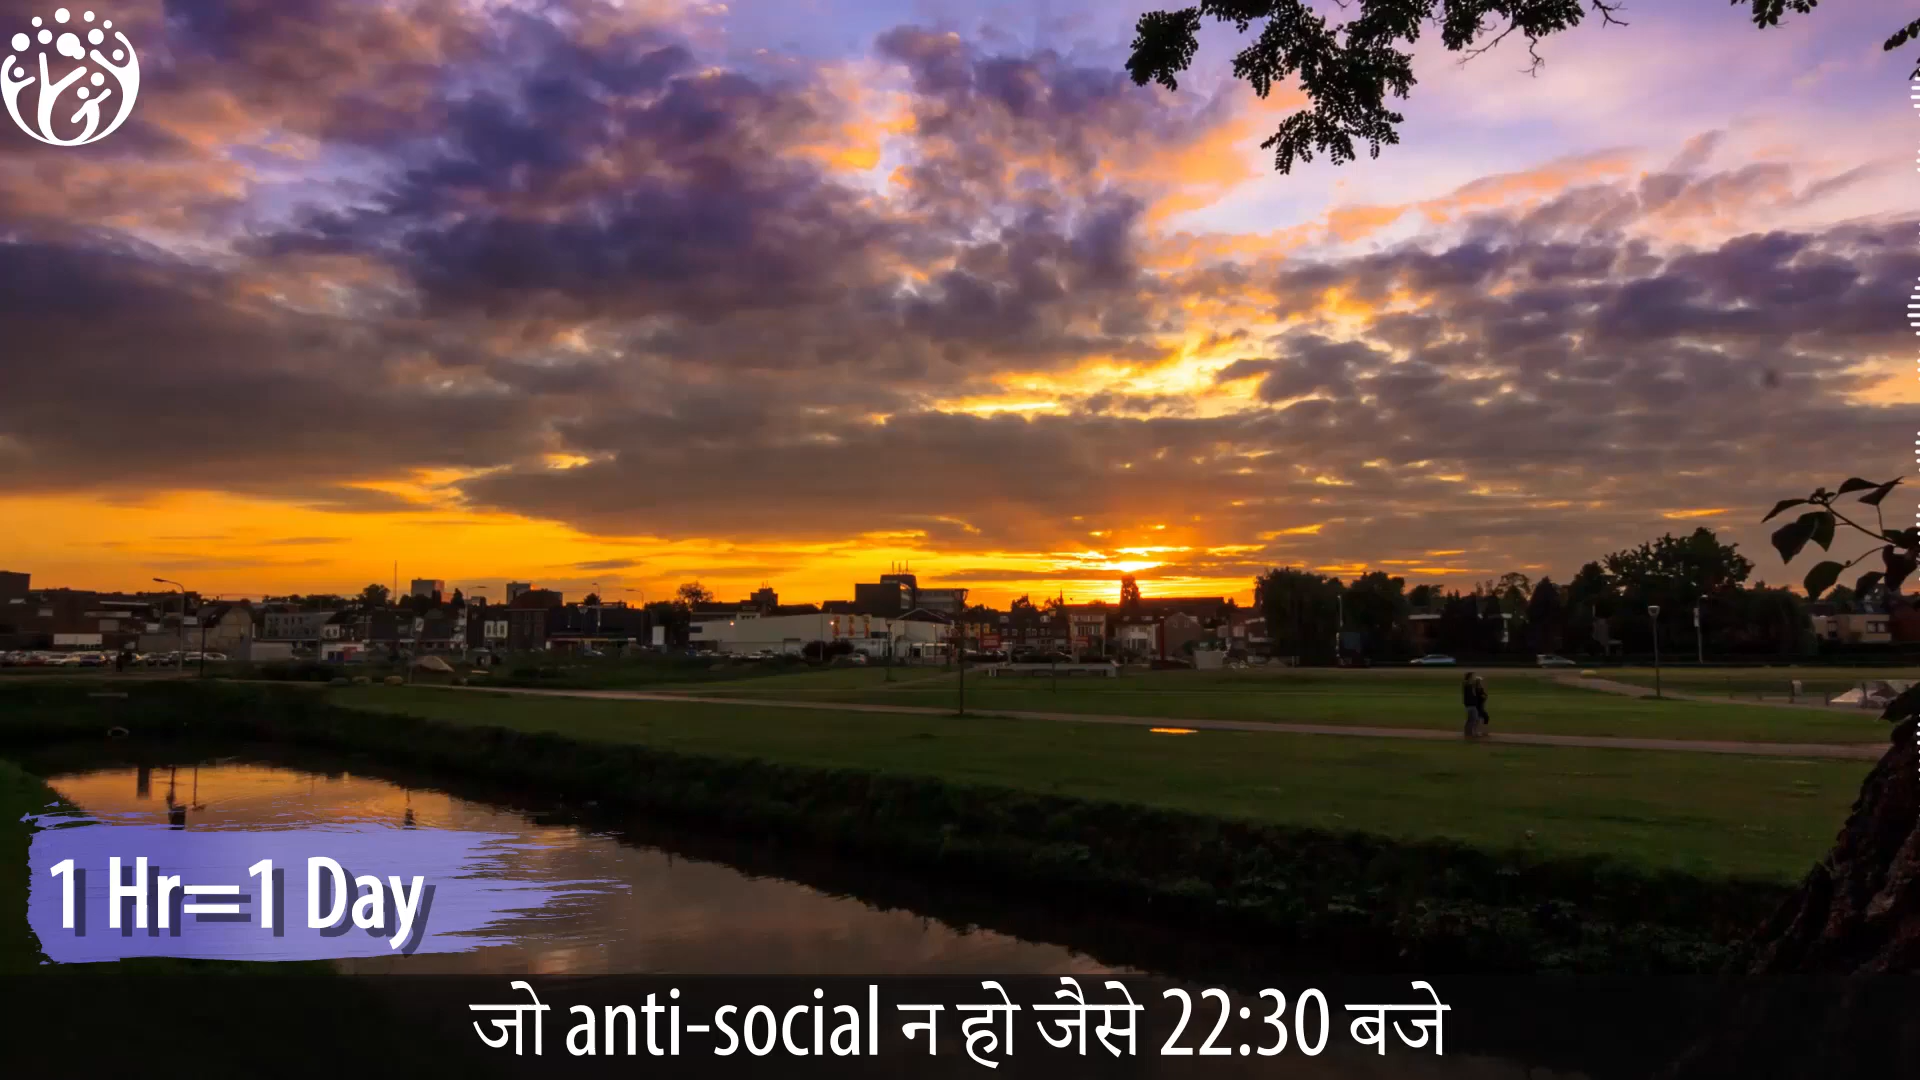 1 Hr=1 Day
जो anti-social न हो जैसे 22:30 बजे